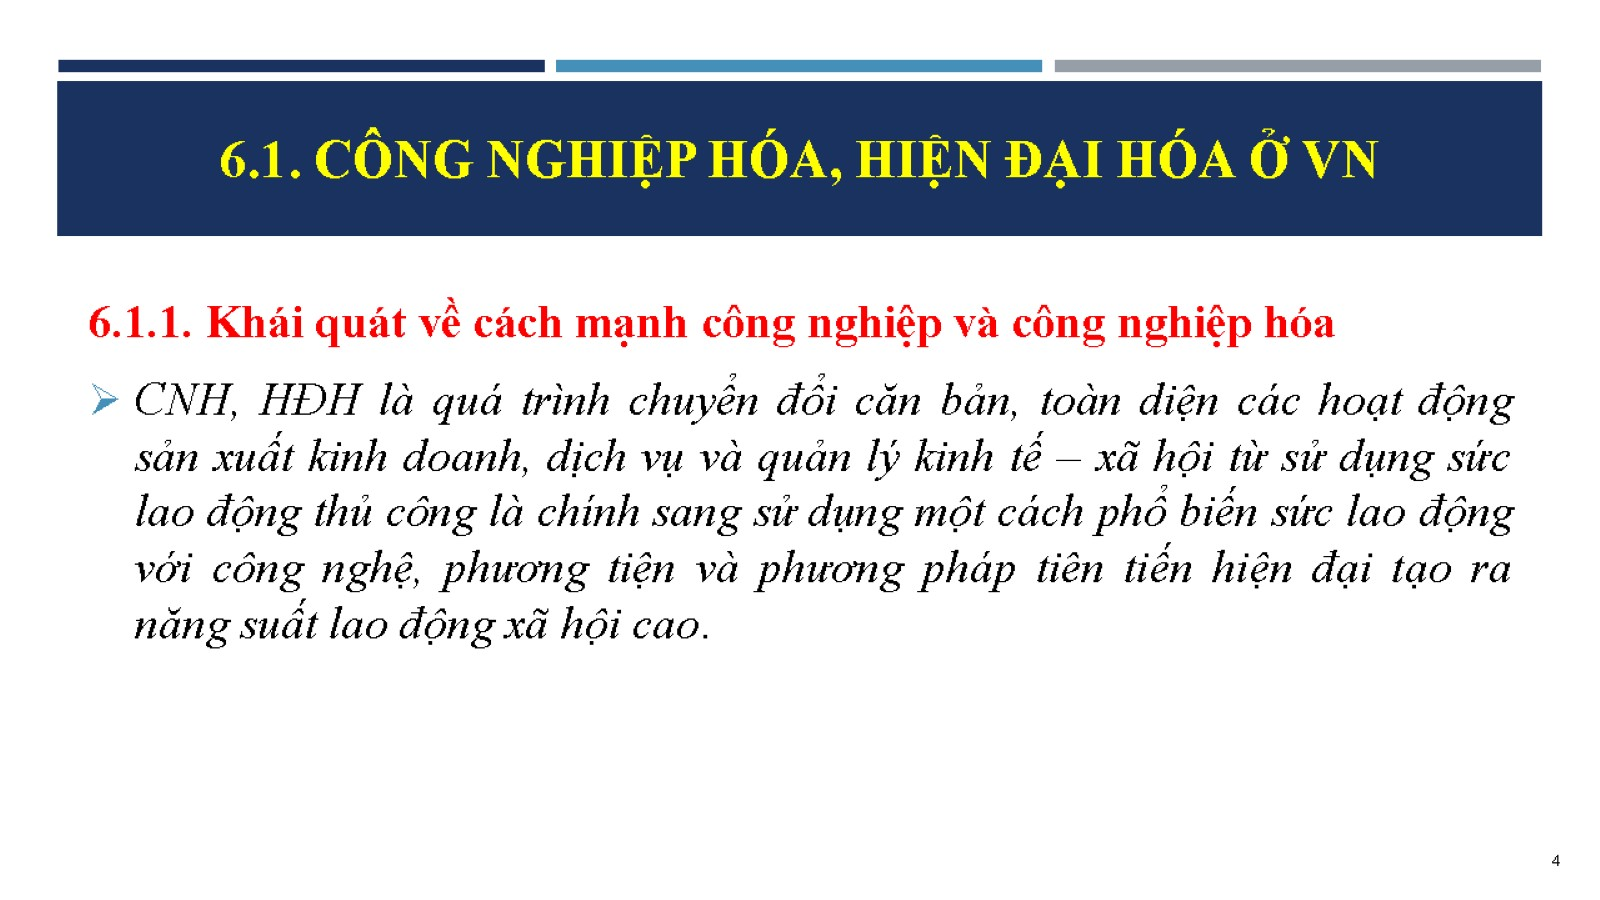 6.1. CÔNG NGHIỆP HÓA, HIỆN ĐẠI HÓA Ở VN
6.1.1. Khái quát về cách mạnh công nghiệp và công nghiệp hóa
CNH, HĐH là quá trình chuyển đổi căn bản, toàn diện các hoạt động
sản xuất kinh doanh, dịch vụ và quản lý kinh tế – xã hội từ sử dụng sức
lao động thủ công là chính sang sử dụng một cách phổ biến sức lao động
với công nghệ, phương tiện và phương pháp tiên tiến hiện đại tạo ra
năng suất lao động xã hội cao.
4